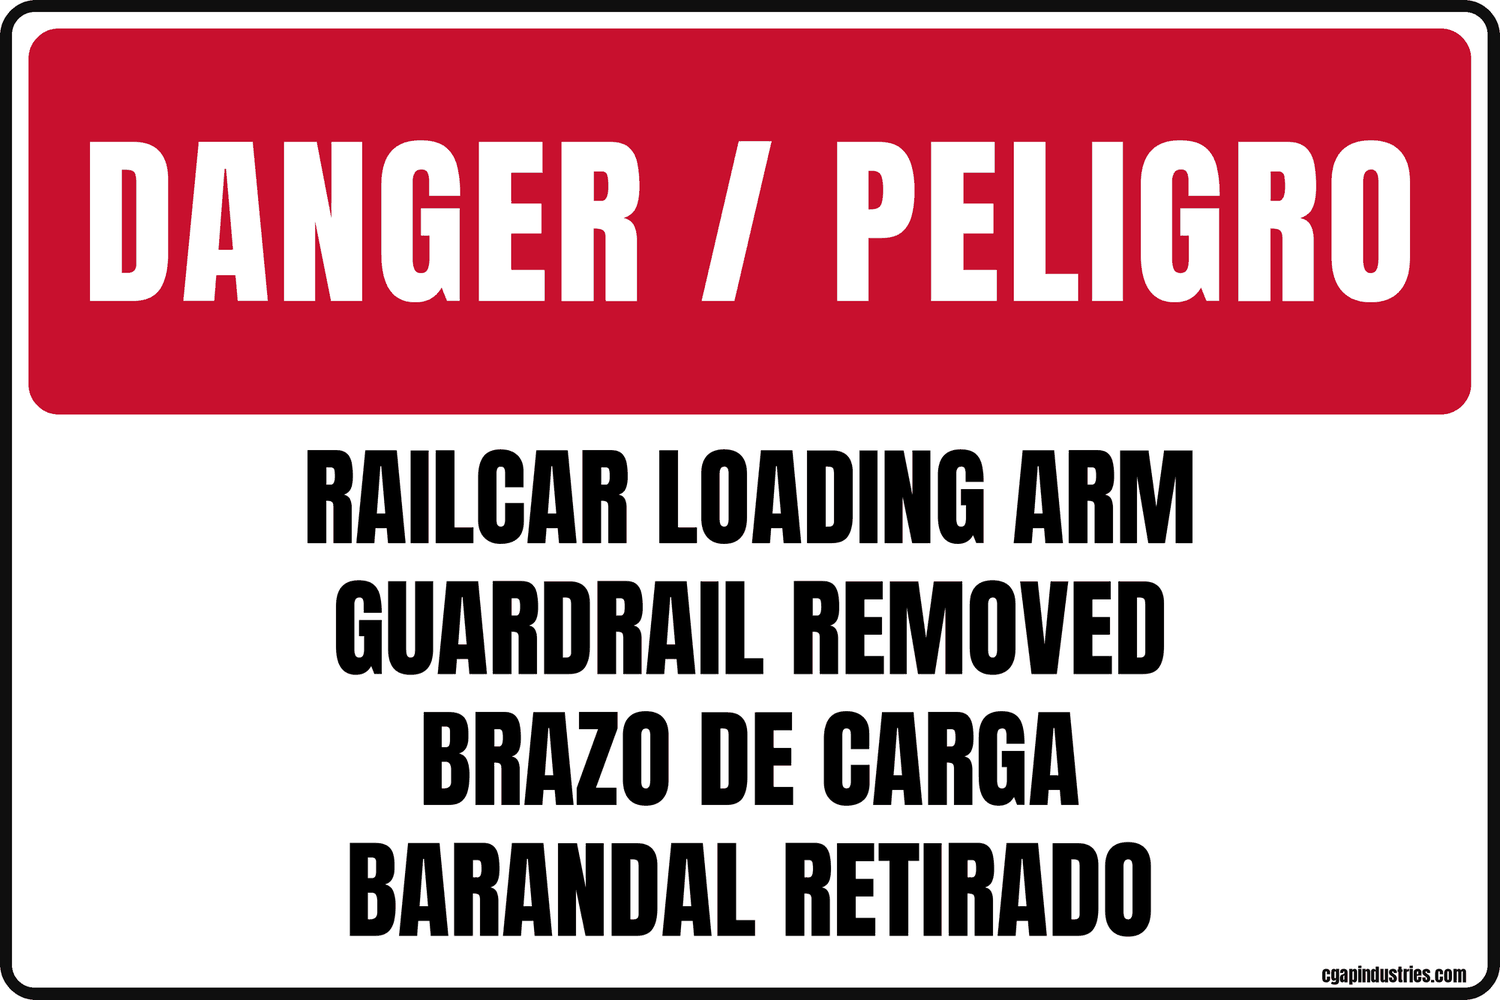 DANGER / PELIGRO
RAILCAR LOADING ARM
GUARDRAIL REMOVED
BRAZO DE CARGA
BARANDAL RETIRADO
cgapindustries.com